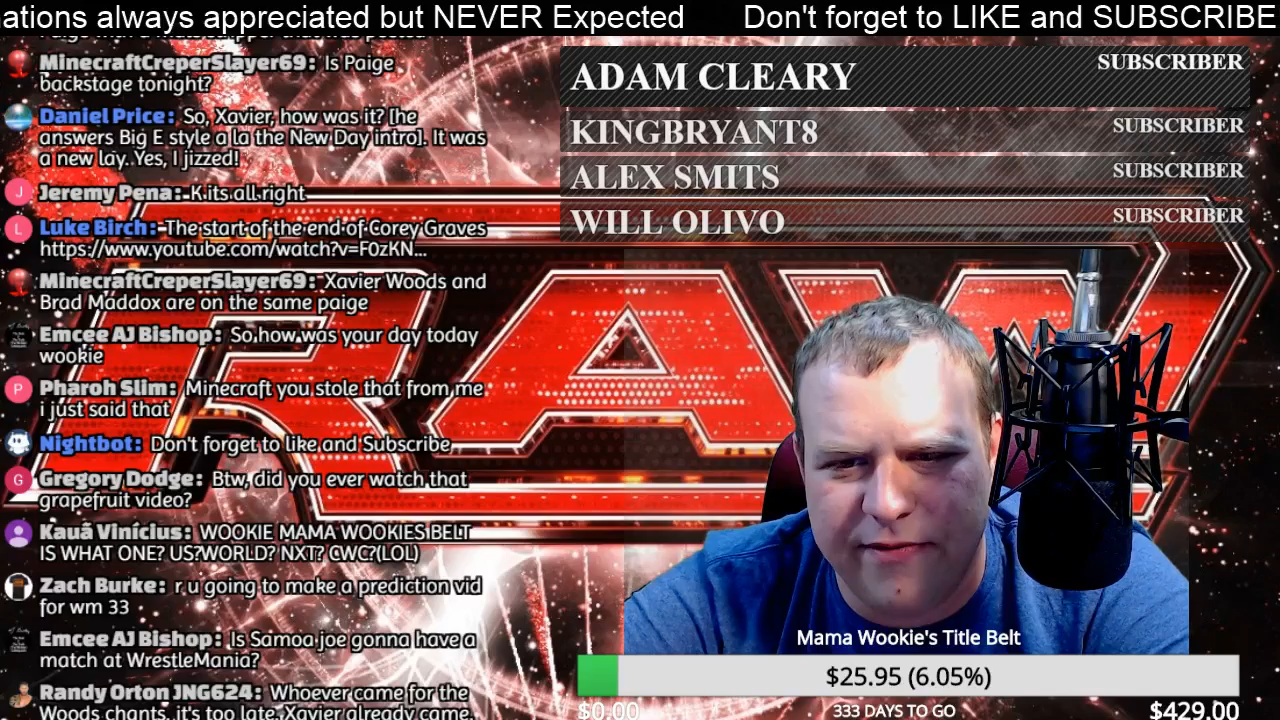 ations always appreciated but NEVER Expected Don't forget to LIKE and SUBSCRIBE
MinecraftCreperSlayer69: Is Paige
backstage tonight?
Daniel Price: So, Xavier, how was it? [he
answers Big E style a la the New Day intro]. It was
a new lay. Yes, I jizzed!
J Jeremy Pena: K its all right
L Luke Birch: The start of the end of Corey Graves
https://www.youtube.com/watch?v=F0zKN...
MinecraftCreperSlayer69: Xavier Woods and
Brad Maddox are on the same paige
Emcee AJ Bishop: So,how was your day today
wookie
P Pharoh Slim: Minecraft you stole that from me
i just said that
Nightbot: Don't forget to like and Subscribe
G Gregory Dodge: Btw, did you ever watch that
grapefruit video?
Kauã Vinícius: WOOKIE MAMA WOOKIES BELT
IS WHAT ONE? US?WORLD? NXT? CWC?(LOL)
Zach Burke: r u going to make a prediction vid
for wm 33
Emcee AJ Bishop: Is Samoa joe gonna have a
match at WrestleMania?
Randy Orton JNG624: Whoever came for the
Woods chants, it's too late. Xavier already came.
ADAM CLEARY SUBSCRIBER
KINGBRYANT8 SUBSCRIBER
ALEX SMITS SUBSCRIBER
WILL OLIVO SUBSCRIBER
RAW
Mama Wookie's Title Belt
$25.95 (6.05%)
$0.00 333 DAYS TO GO $429.00